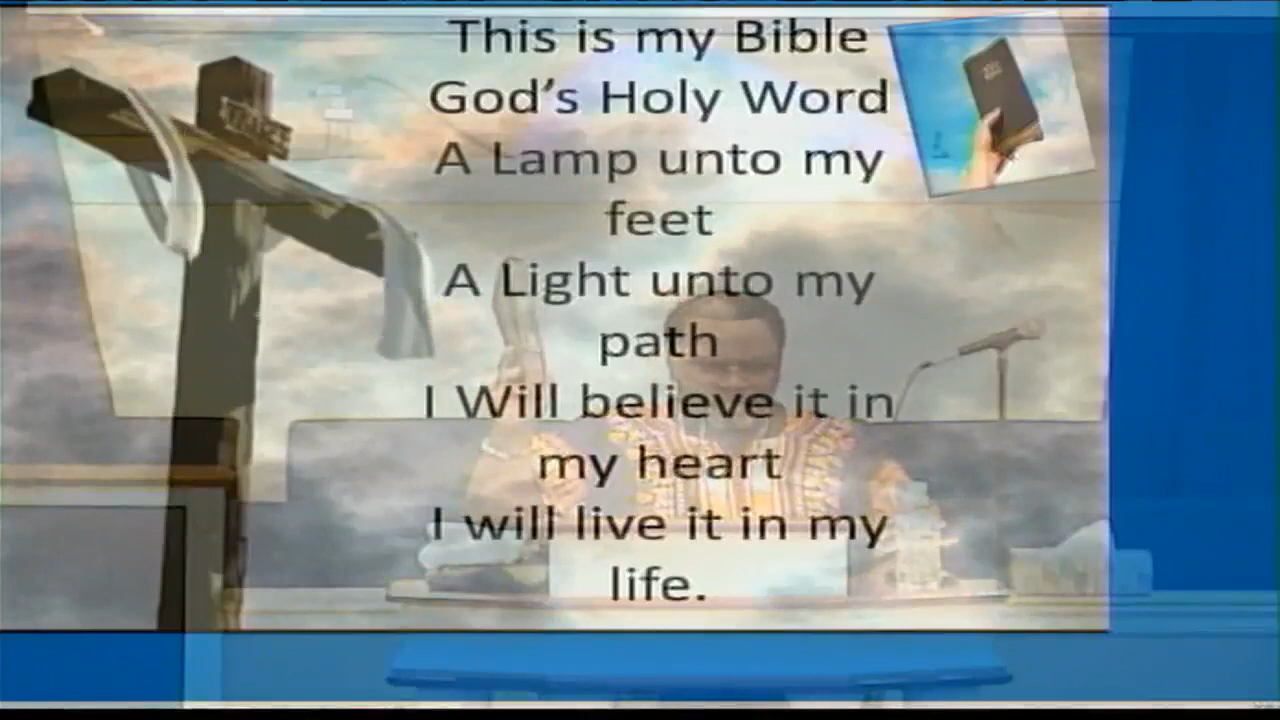 This is my Bible
God's Holy Word
A Lamp unto my
feet
A Light unto my
path
I Will believe it in
my heart
I will live it in my
life.